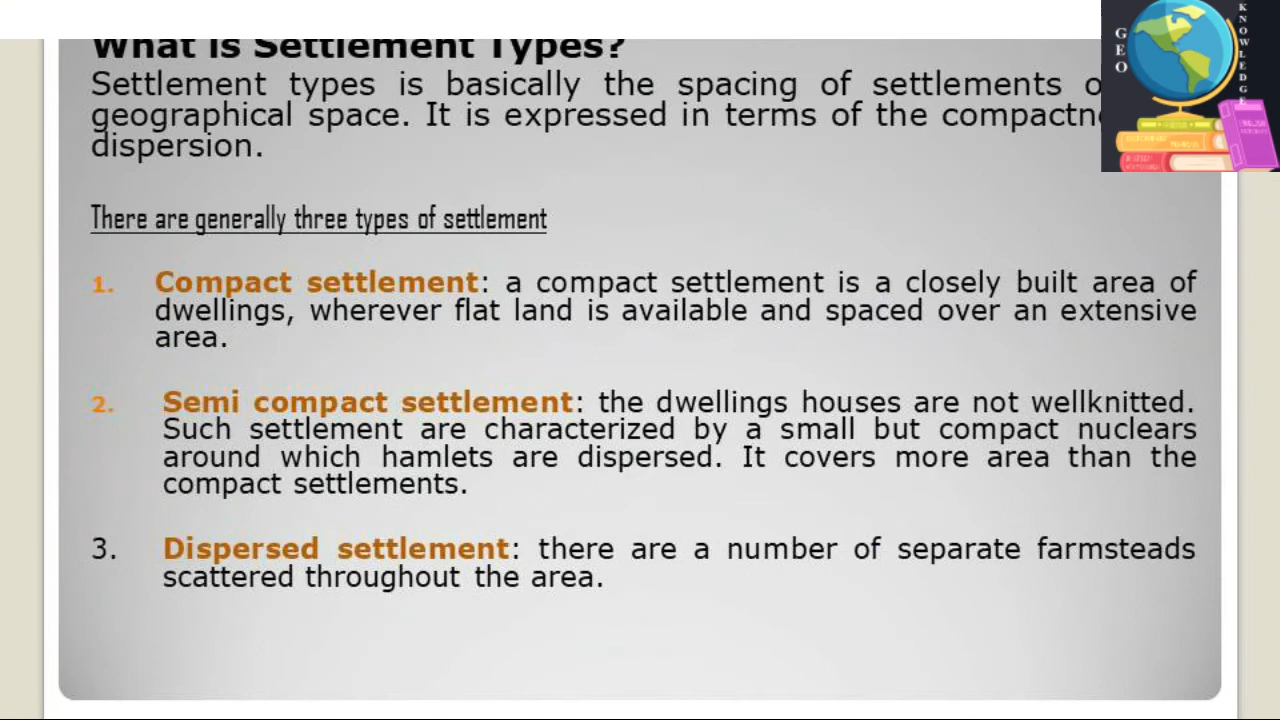 What is Settlement Types?
Settlement types is basically the spacing of settlements
geographical space. It is expressed in terms of the
dispersion.
There are generally three types of settlement
1. Compact settlement: a compact settlement is a closely built area of
dwellings, wherever flat land is available and spaced over an extensive
area.
2. Semi compact settlement: the dwellings houses are not wellknitted.
Such settlement are characterized by a small but compact nuclears
around which hamlets are dispersed. It covers more area than the
compact settlements.
3. Dispersed settlement: there are a number of separate farmsteads
scattered throughout the area.
GEO
KNOWLEDGE